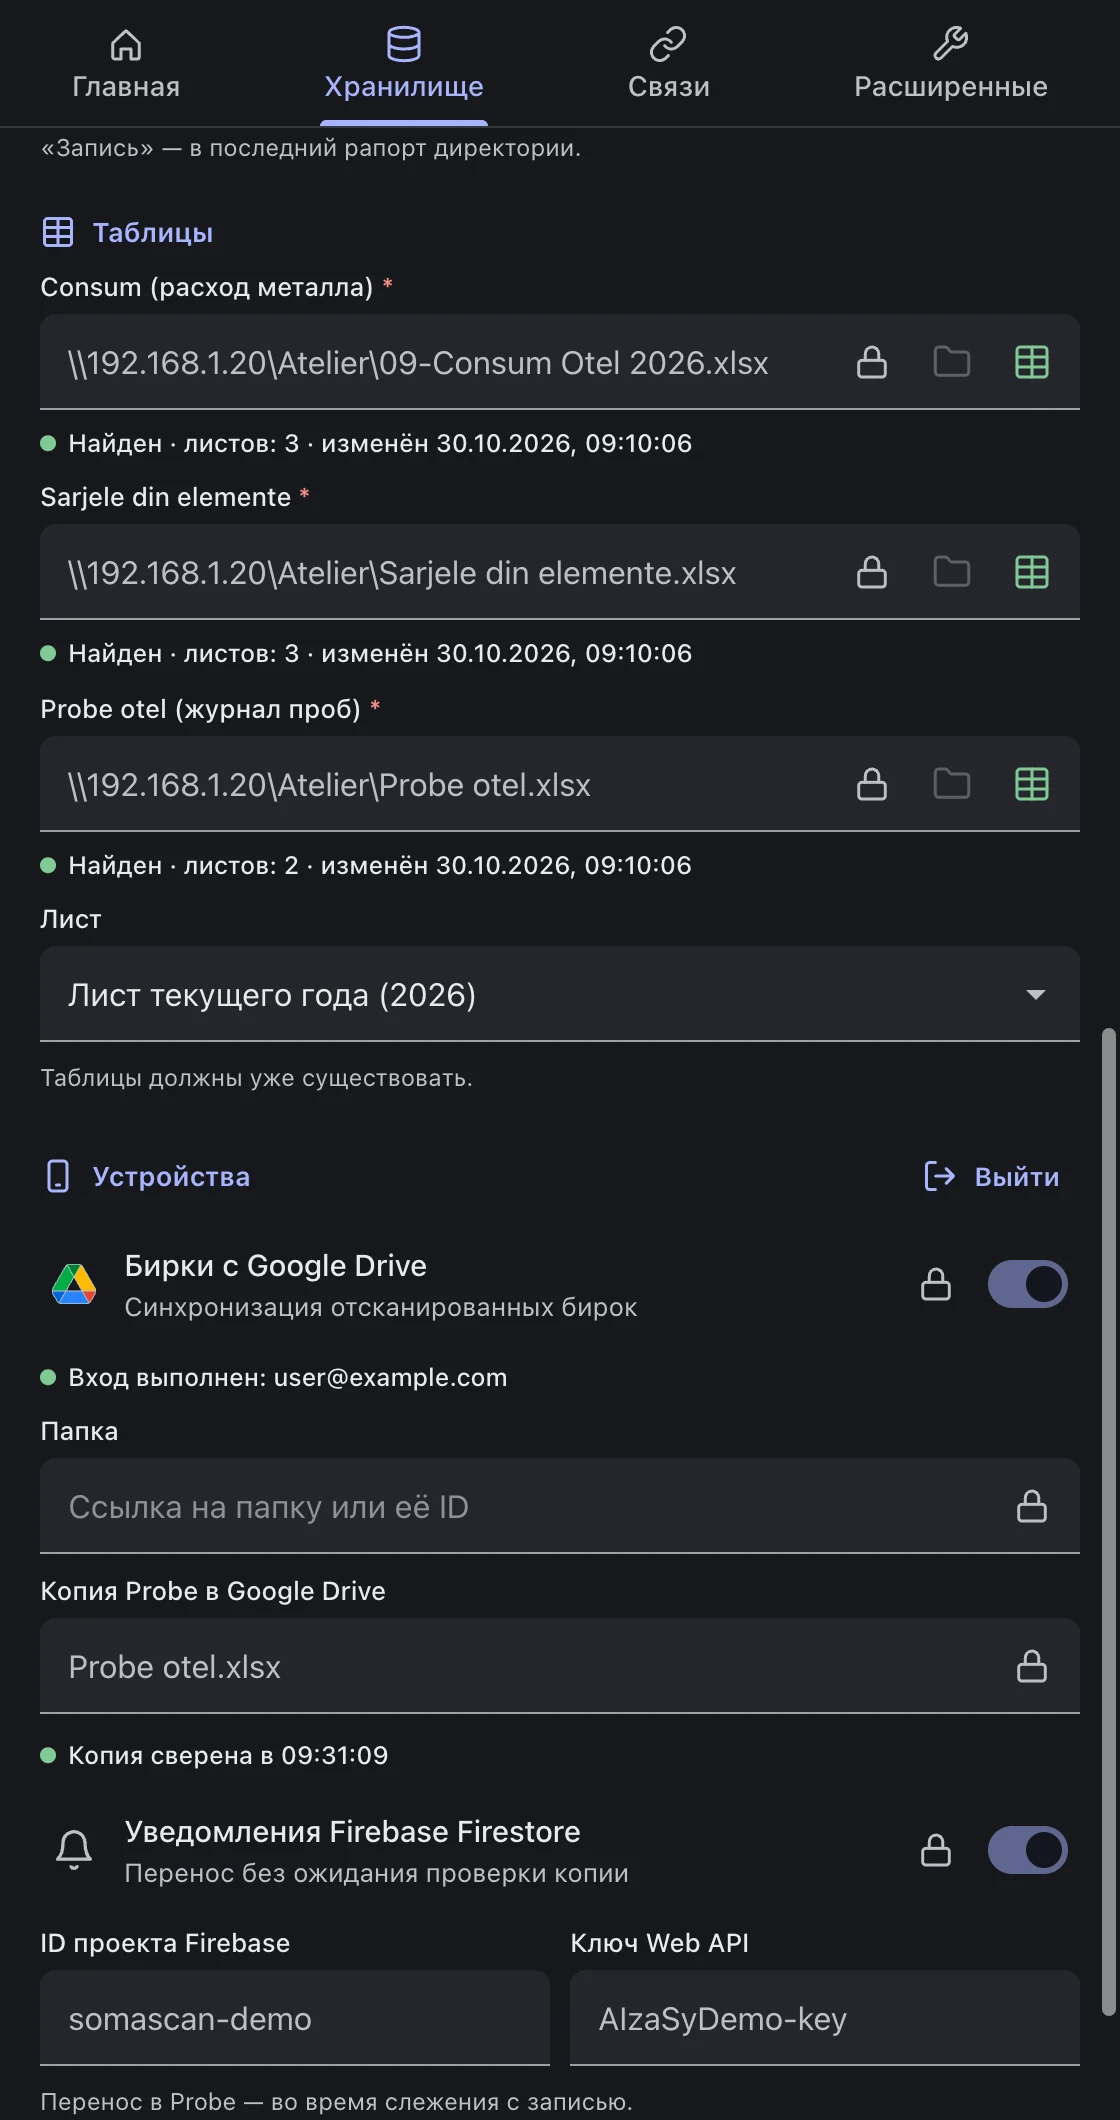 Главная
Хранилище
Связи
Расширенные
«Запись» — в последний рапорт директории.
Таблицы
Consum (расход металла) *
\\192.168.1.20\Atelier\09-Consum Otel 2026.xlsx
Найден · листов: 3 · изменён 30.10.2026, 09:10:06
Sarjele din elemente *
\\192.168.1.20\Atelier\Sarjele din elemente.xlsx
Найден · листов: 3 · изменён 30.10.2026, 09:10:06
Probe otel (журнал проб) *
\\192.168.1.20\Atelier\Probe otel.xlsx
Найден · листов: 2 · изменён 30.10.2026, 09:10:06
Лист
Лист текущего года (2026)
Таблицы должны уже существовать.
Устройства
Выйти
Бирки с Google Drive
Синхронизация отсканированных бирок
Вход выполнен: user@example.com
Папка
Ссылка на папку или её ID
Копия Probe в Google Drive
Probe otel.xlsx
Копия сверена в 09:31:09
Уведомления Firebase Firestore
Перенос без ожидания проверки копии
ID проекта Firebase
Ключ Web API
somascan-demo
AIzaSyDemo-key
Перенос в Probe — во время слежения с записью.